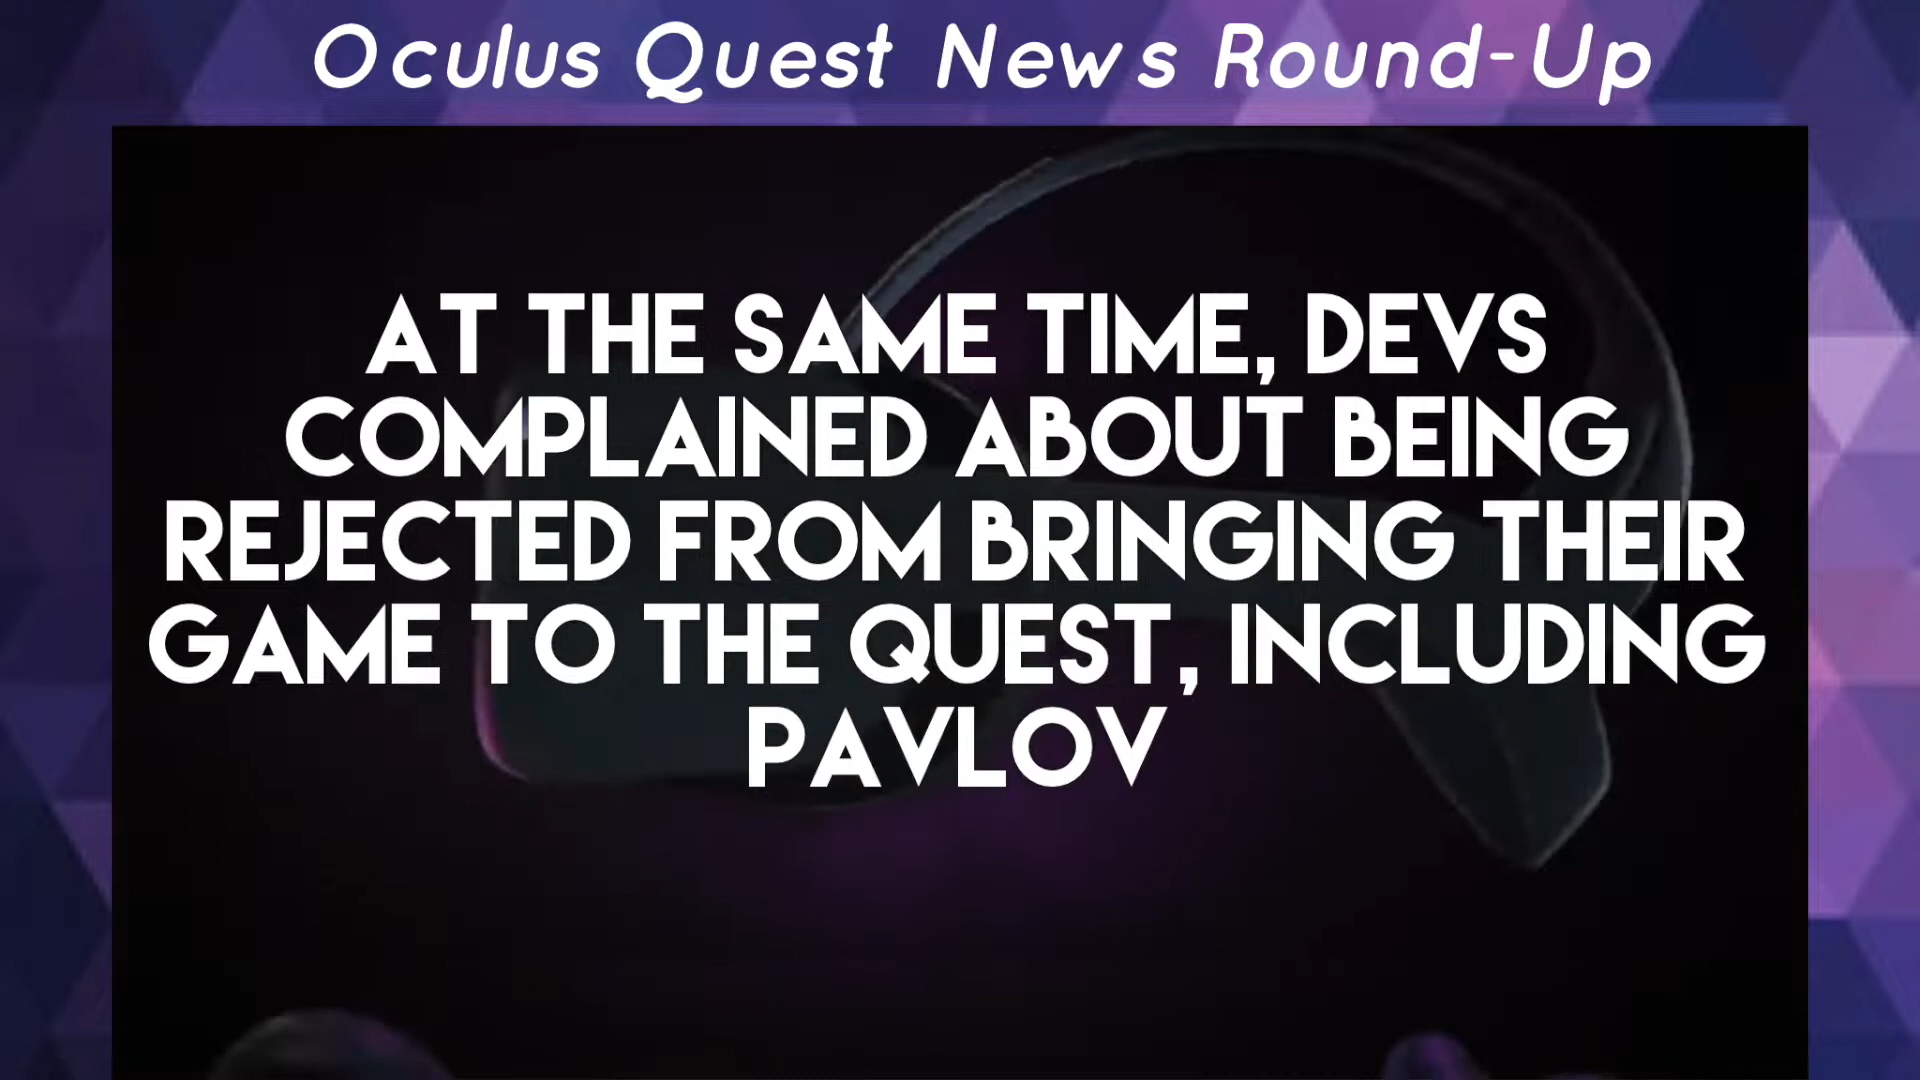 Oculus Quest News Round-Up
AT THE SAME TIME, DEVS
COMPLAINED ABOUT BEING
REJECTED FROM BRINGING THEIR
GAME TO THE QUEST, INCLUDING
PAVLOV